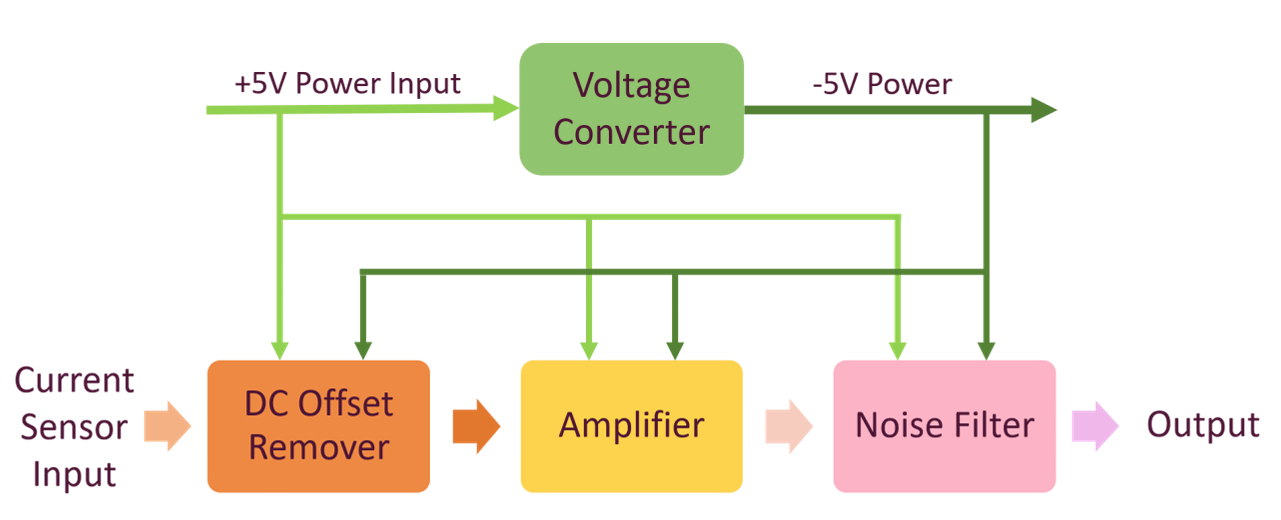 +5V Power Input
Voltage
Converter
-5V Power
Current
Sensor
Input
DC Offset
Remover
Amplifier
Noise Filter
Output